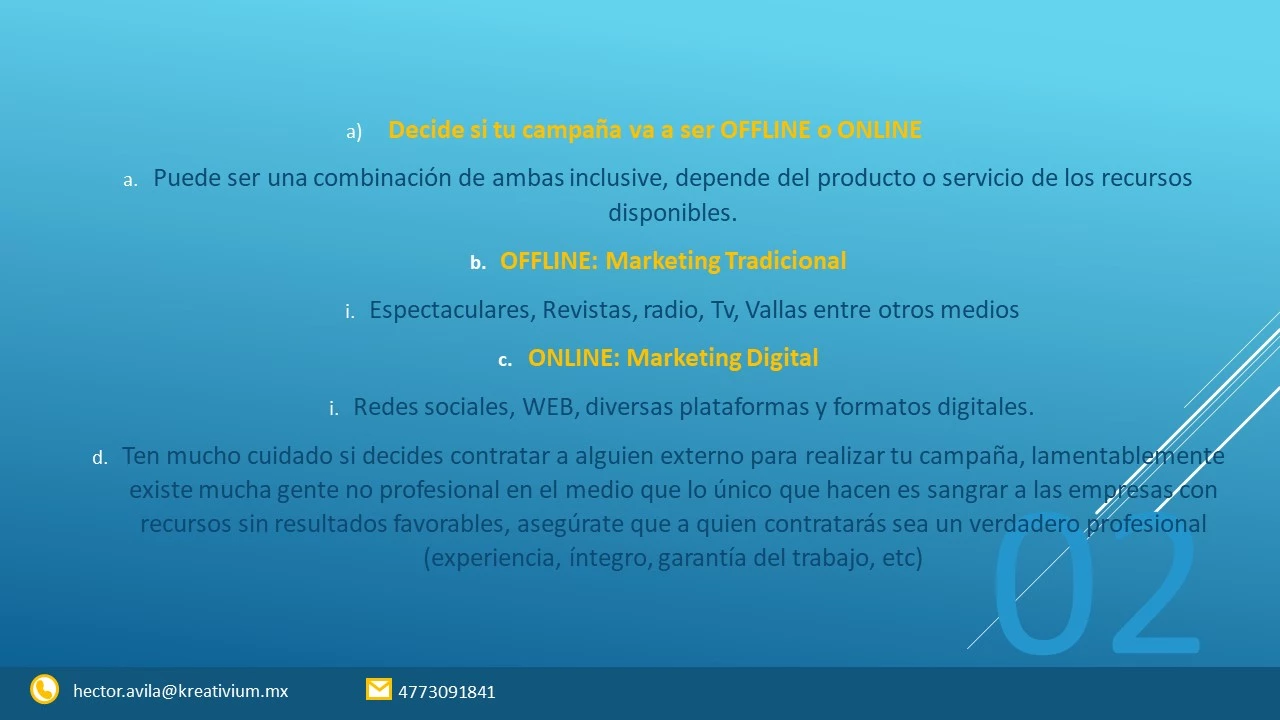 a) Decide si tu campaña va a ser OFFLINE o ONLINE
a. Puede ser una combinación de ambas inclusive, depende del producto o servicio de los recursos
disponibles.
b. OFFLINE: Marketing Tradicional
i. Espectaculares, Revistas, radio, Tv, Vallas entre otros medios
c. ONLINE: Marketing Digital
i. Redes sociales, WEB, diversas plataformas y formatos digitales.
d. Ten mucho cuidado si decides contratar a alguien externo para realizar tu campaña, lamentablemente
existe mucha gente no profesional en el medio que lo único que hacen es sangrar a las empresas con
recursos sin resultados favorables, asegúrate que a quien contratarás sea un verdadero profesional
(experiencia, íntegro, garantía del trabajo, etc)
02
hector.avila@kreativium.mx 4773091841